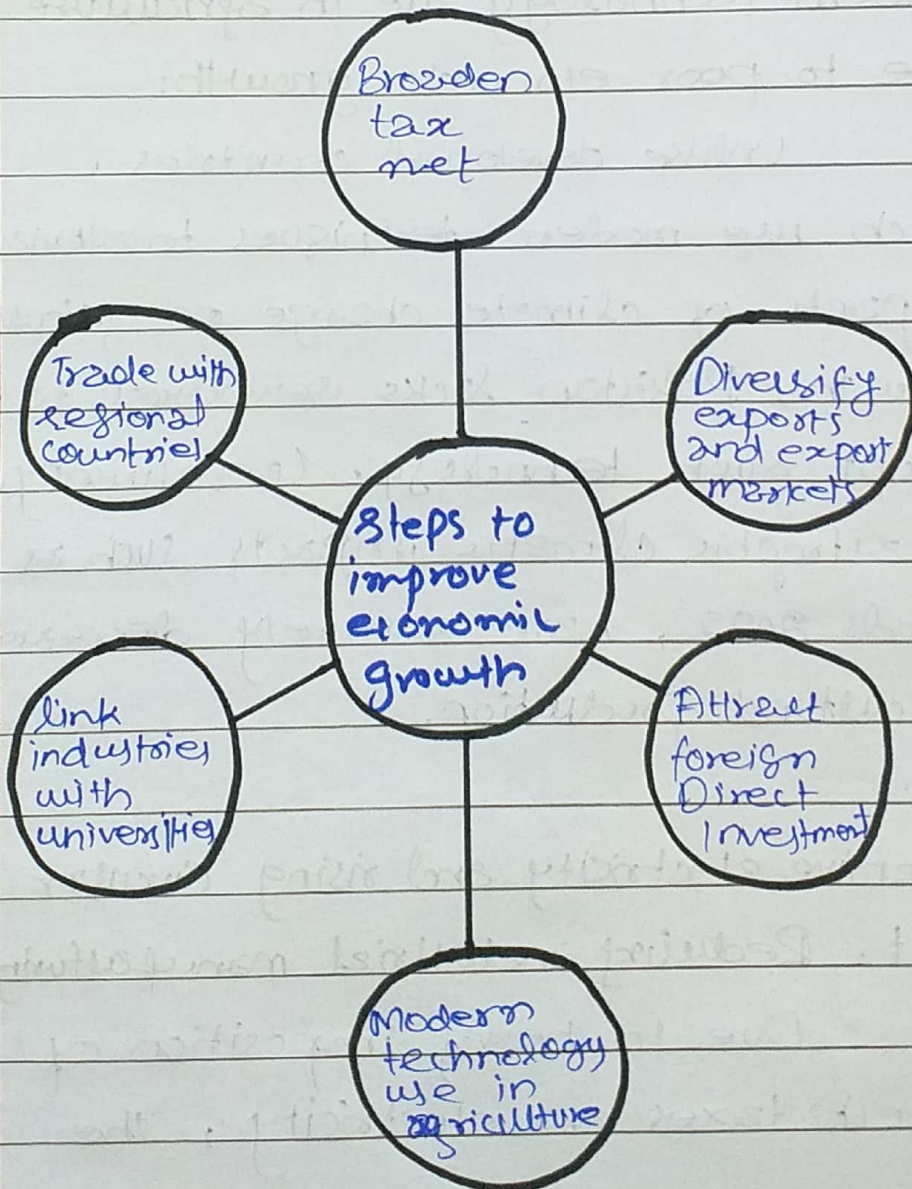 Broaden
tax
net
Trade with
regional
countries
Diversify
exports
and export
markets
Steps to
improve
economic
growth
link
industries
with
universities
Attract
foreign
Direct
Investment
Modern
technology
use in
agriculture